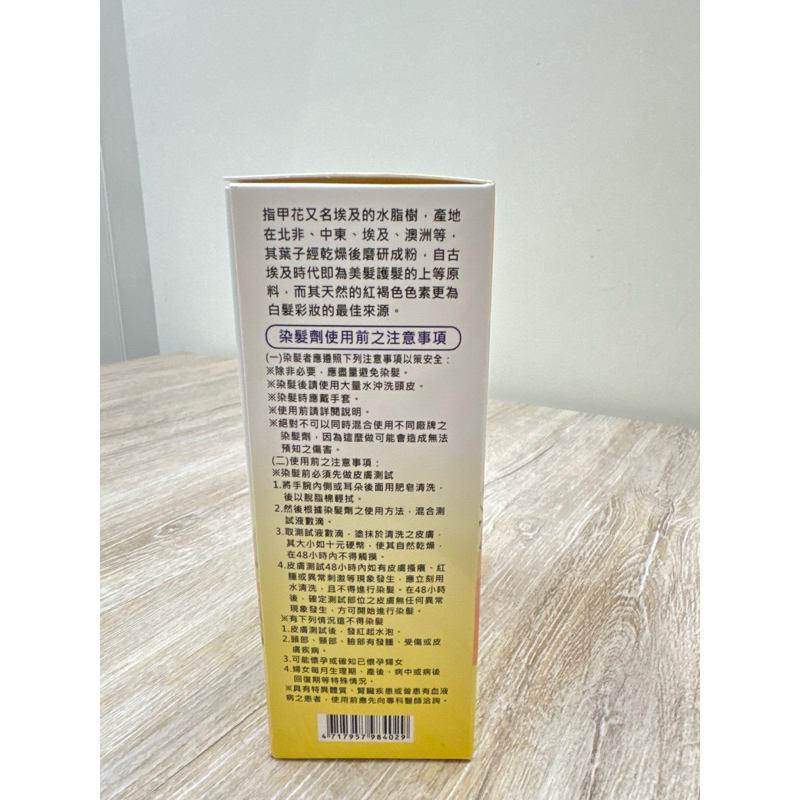 指甲花又名埃及的水脂樹，產地
在北非、中東、埃及、澳洲等，
其葉子經乾燥後磨研成粉，自古
埃及時代即為美髮護髮的上等原
料，而其天然的紅褐色色素更為
白髮彩妝的最佳來源。
染髮劑使用前之注意事項
(一)染髮者應遵照下列注意事項以策安全：
※除非必要，應盡量避免染髮。
※染髮後請使用大量水沖洗頭皮。
※染髮時應戴手套。
※使用前請詳閱說明。
※絕對不可以同時混合使用不同廠牌之
染髮劑，因為這麼做可能會造成無法
預知之傷害。
(二)使用前之注意事項：
※染髮前必須先做皮膚測試
1.將手腕內側或耳朵後面用肥皂清洗，
後以脫脂棉輕拭。
2.然後根據染髮劑之使用方法，混合測
試液數滴。
3.取測試液數滴，塗抹於清洗之皮膚，
其大小如十元硬幣，使其自然乾燥，
在48小時內不得觸摸。
4.皮膚測試48小時內如有皮膚搔癢、紅
腫或異常刺激等現象發生，應立刻用
水清洗，且不得進行染髮。在48小時
後，確定測試部位之皮膚無任何異常
現象發生，方可開始進行染髮。
※有下列情況這不得染髮
1.皮膚測試後，發紅起水泡。
2.頭部、頸部、臉部有發腫，受傷或皮
膚疾病。
3.可能懷孕或確知已懷孕婦女
4.婦女每月生理期、產後、病中或病後
回復期等特殊情況。
※具有特異體質、腎臟疾患或曾患有血液
病之患者，使用前應先向專科醫師洽詢。
4717957984029